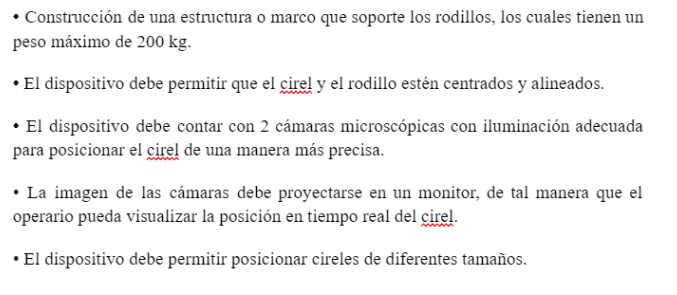 • Construcción de una estructura o marco que soporte los rodillos, los cuales tienen un
peso máximo de 200 kg.
• El dispositivo debe permitir que el cirel y el rodillo estén centrados y alineados.
• El dispositivo debe contar con 2 cámaras microscópicas con iluminación adecuada
para posicionar el cirel de una manera más precisa.
• La imagen de las cámaras debe proyectarse en un monitor, de tal manera que el
operario pueda visualizar la posición en tiempo real del cirel.
• El dispositivo debe permitir posicionar cireles de diferentes tamaños.